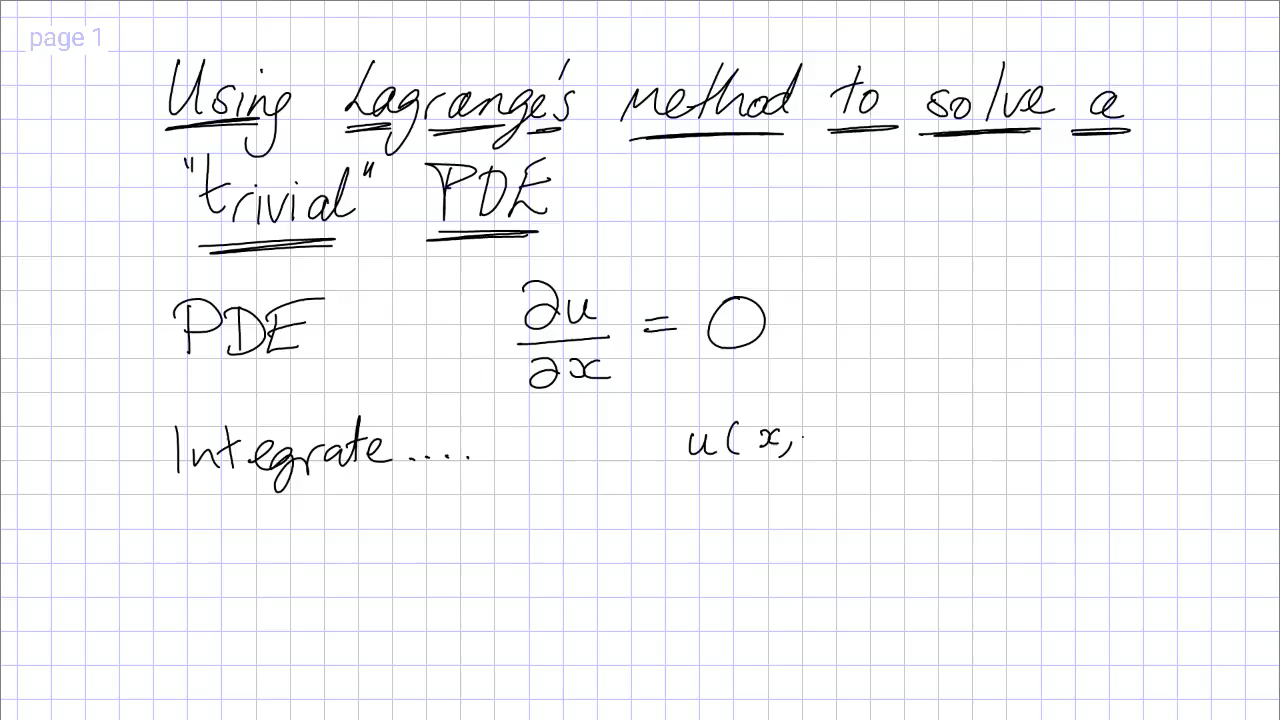 page 1
Using Lagrange's method to solve a
"trivial" PDE
PDE ∂u/∂x = 0
Integrate.... u(x,